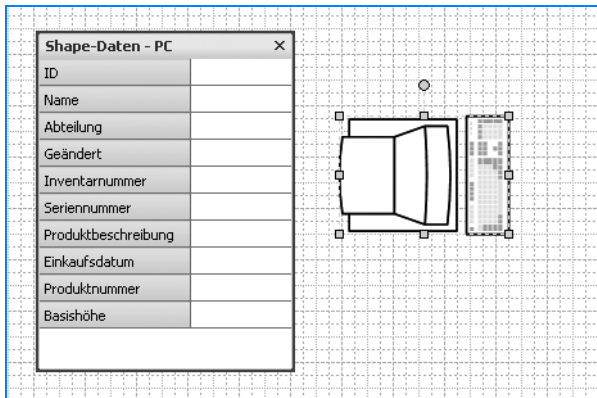 Shape-Daten - PC
ID
Name
Abteilung
Geändert
Inventarnummer
Seriennummer
Produktbeschreibung
Einkaufsdatum
Produktnummer
Basishöhe